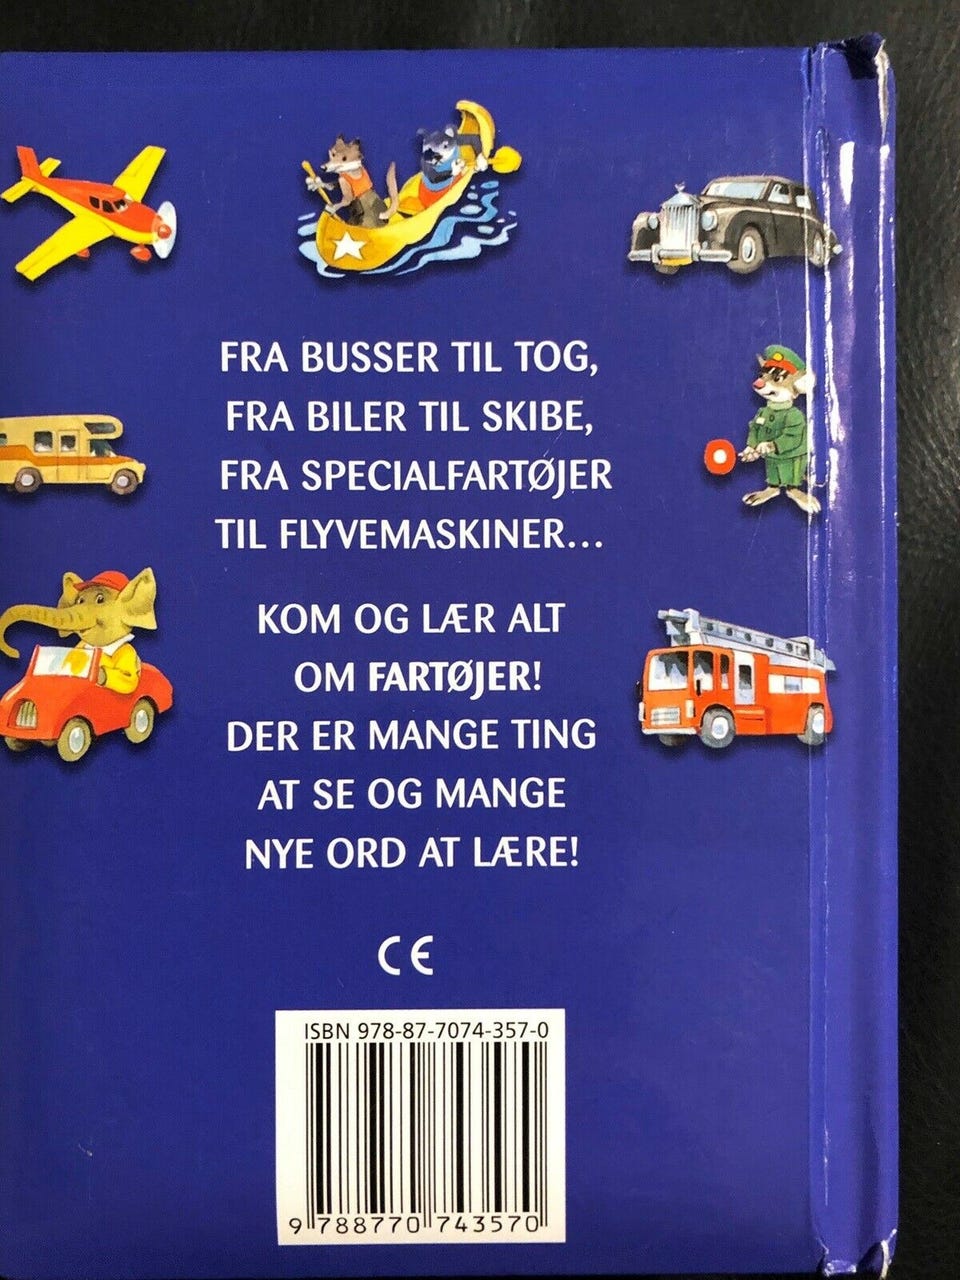 FRA BUSSER TIL TOG,
FRA BILER TIL SKIBE,
FRA SPECIALFARTØJER
TIL FLYVEMASKINER...
KOM OG LÆR ALT
OM FARTØJER!
DER ER MANGE TING
AT SE OG MANGE
NYE ORD AT LÆRE!
CE
ISBN 978-87-7074-357-0
9 788770 743570